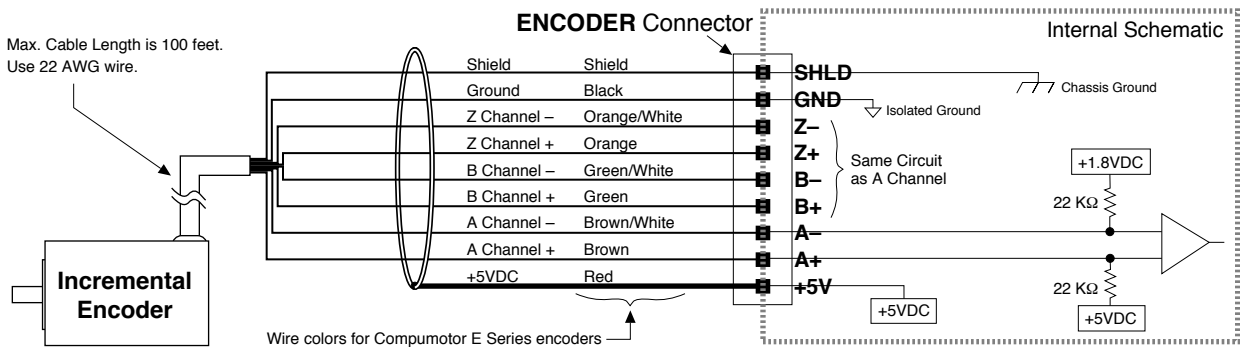 ENCODER Connector
Internal Schematic
Max. Cable Length is 100 feet.
Use 22 AWG wire.
Shield Shield SHLD
Chassis Ground
Ground Black GND
Isolated Ground
Z Channel – Orange/White Z–
Z Channel + Orange Z+
B Channel – Green/White B–
B Channel + Green B+
A Channel – Brown/White A–
A Channel + Brown A+
+5VDC Red +5V
Same Circuit
as A Channel
+1.8VDC
22 KΩ
22 KΩ
+5VDC
+5VDC
Incremental
Encoder
Wire colors for Compumotor E Series encoders